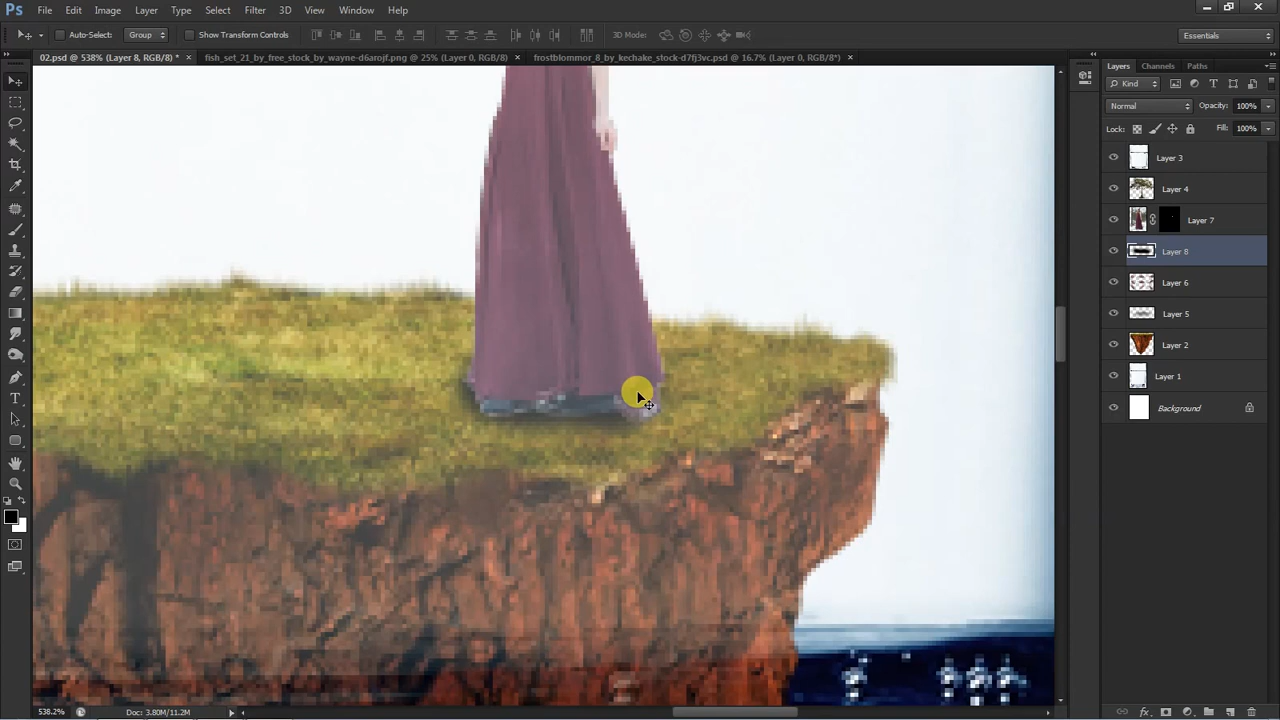 Ps File Edit Image Layer Type Select Filter 3D View Window Help
Auto-Select: Group Show Transform Controls 3D Mode: Essentials
02.psd @ 538% (Layer 8, RGB/8) * × fish_set_21_by_free_stock_by_wayne-d6arojf.png @ 25% (Layer 0, RGB/8) × frostblommor_8_by_kechake_stock-d7fj3vc.psd @ 16.7% (Layer 0, RGB/8*) ×
Layers Channels Paths
Kind
Normal Opacity: 100%
Lock: Fill: 100%
Layer 3
Layer 4
Layer 7
Layer 8
Layer 6
Layer 5
Layer 2
Layer 1
Background
538.2% Doc: 3.80M/11.2M